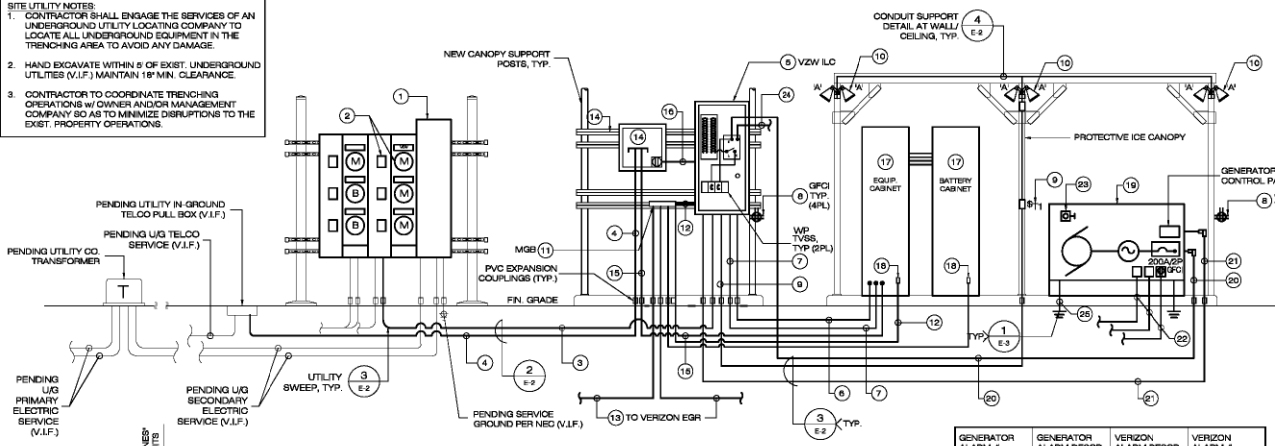 SITE UTILITY NOTES:
1. CONTRACTOR SHALL ENGAGE THE SERVICES OF AN
UNDERGROUND UTILITY LOCATING COMPANY TO
LOCATE ALL UNDERGROUND EQUIPMENT IN THE
TRENCHING AREA TO AVOID ANY DAMAGE.
2. HAND EXCAVATE WITHIN 5' OF EXIST. UNDERGROUND
UTILITIES (V.I.F.) MAINTAIN 18" MIN. CLEARANCE.
3. CONTRACTOR TO COORDINATE TRENCHING
OPERATIONS w/ OWNER AND/OR MANAGEMENT
COMPANY SO AS TO MINIMIZE DISRUPTIONS TO THE
EXIST. PROPERTY OPERATIONS.
1
2
M
M
B
M
B
M
PENDING UTILITY IN-GROUND
TELCO PULL BOX (V.I.F.)
PENDING U/G TELCO
SERVICE (V.I.F.)
PENDING UTILITY CO.
TRANSFORMER
T
PENDING
U/G
PRIMARY
ELECTRIC
SERVICE
(V.I.F.)
PENDING U/G
SECONDARY
ELECTRIC
SERVICE (V.I.F.)
UTILITY
SWEEP, TYP.
3
E-2
4
3
2
E-2
PENDING SERVICE
GROUND PER NEC (V.I.F.)
NEW CANOPY SUPPORT
POSTS, TYP.
5 VZW ILC
14
14
16
24
GFCI
TYP.
(4PL)
8
12
WP
TVSS,
TYP (2PL)
MGB 11
4
15
7
9
PVC EXPANSION
COUPLINGS (TYP.)
FIN. GRADE
16
13 TO VERIZON EGR
3
E-2
TYP.
CONDUIT SUPPORT
DETAIL AT WALL/
CEILING, TYP.
4
E-2
10
10
10
'A'
'A'
'A'
'A'
'A'
'A'
PROTECTIVE ICE CANOPY
17
EQUIP.
CABINET
17
BATTERY
CABINET
16
18
12
6
7
20
21
9
23
19
GENERATOR
8
200A/2P
GFCI
21
20
25
22
TYP.
1
E-3
GENERATOR
GENERATOR
VERIZON
VERIZON